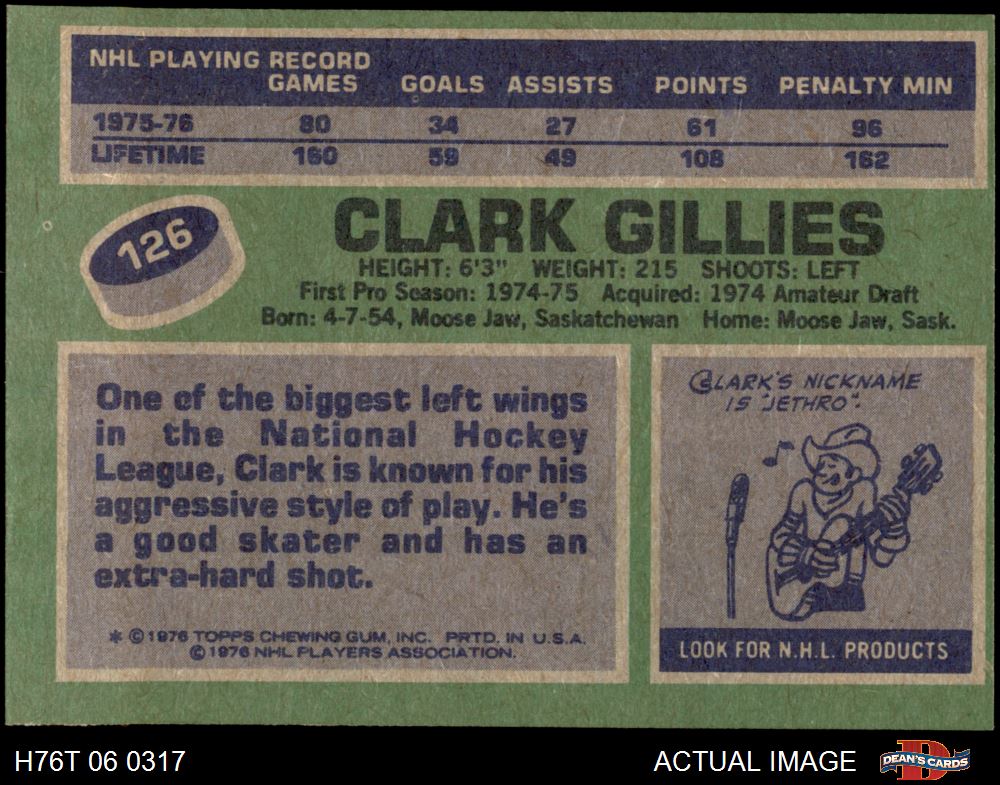 NHL PLAYING RECORD
GAMES GOALS ASSISTS POINTS PENALTY MIN
1975-76 80 34 27 61 96
LIFETIME 160 59 49 108 162
126
CLARK GILLIES
HEIGHT: 6'3" WEIGHT: 215 SHOOTS: LEFT
First Pro Season: 1974-75 Acquired: 1974 Amateur Draft
Born: 4-7-54, Moose Jaw, Saskatchewan Home: Moose Jaw, Sask.
One of the biggest left wings
in the National Hockey
League, Clark is known for his
aggressive style of play. He's
a good skater and has an
extra-hard shot.
* © 1976 TOPPS CHEWING GUM, INC. PRTD. IN U.S.A.
© 1976 NHL PLAYERS ASSOCIATION.
CLARK'S NICKNAME
IS "JETHRO".
LOOK FOR N.H.L. PRODUCTS
H76T 06 0317
ACTUAL IMAGE
DEAN'S CARDS